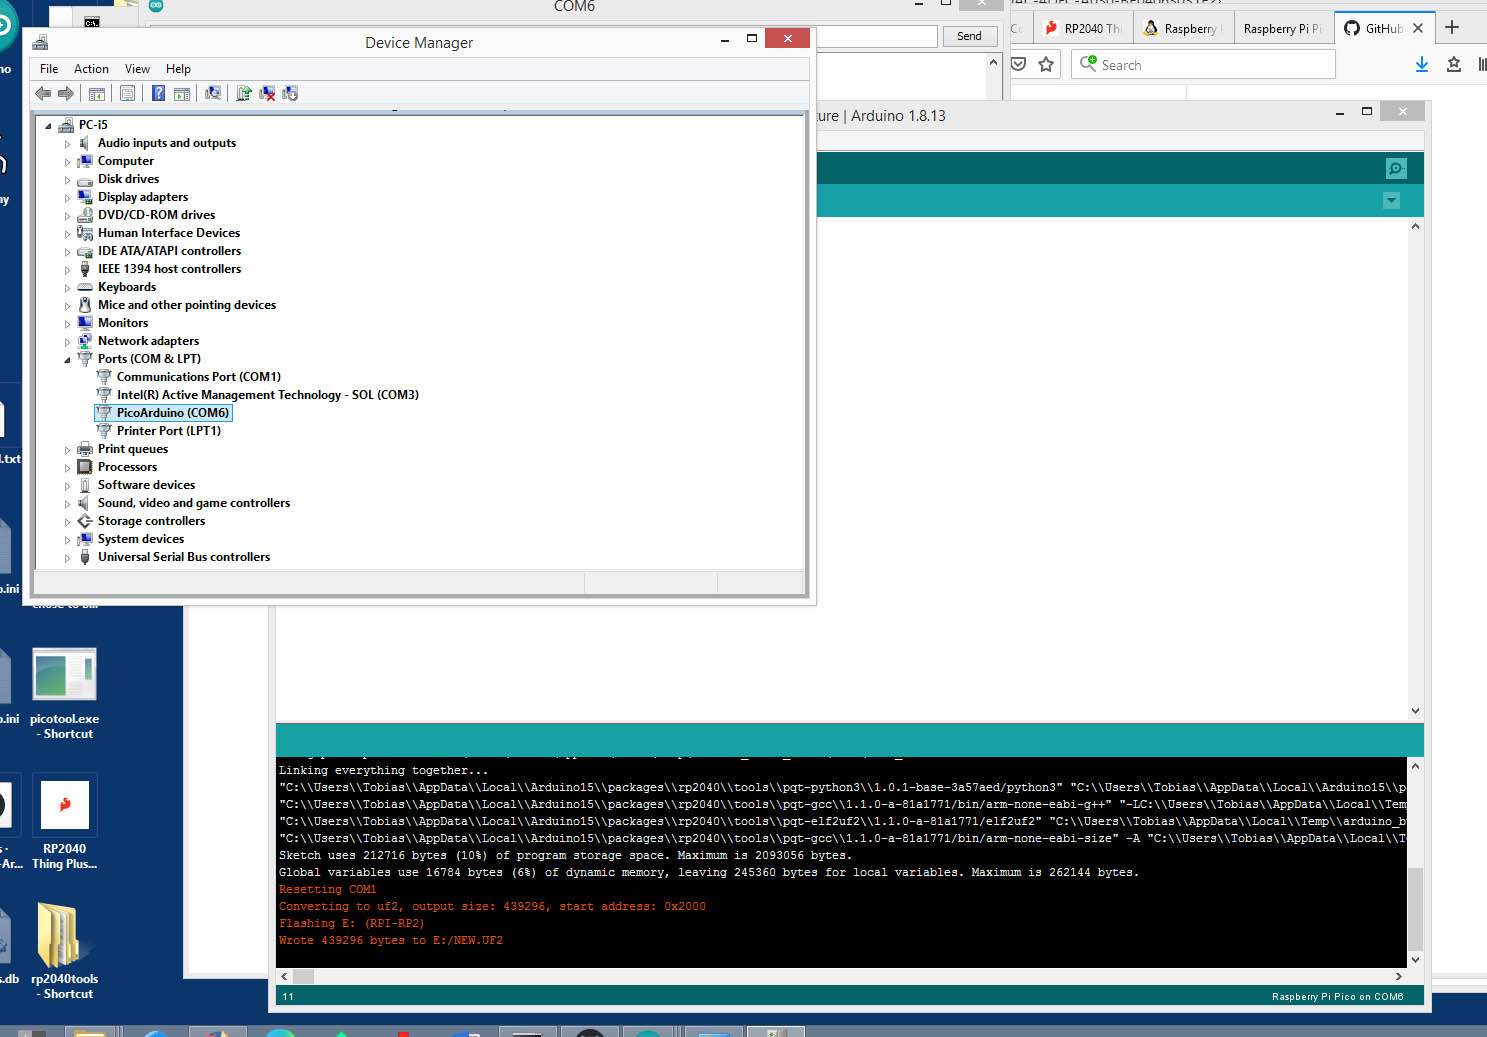 COM6
Send
Device Manager
File Action View Help
PC-i5
Audio inputs and outputs
Computer
Disk drives
Display adapters
DVD/CD-ROM drives
Human Interface Devices
IDE ATA/ATAPI controllers
IEEE 1394 host controllers
Keyboards
Mice and other pointing devices
Monitors
Network adapters
Ports (COM & LPT)
Communications Port (COM1)
Intel(R) Active Management Technology - SOL (COM3)
PicoArduino (COM6)
Printer Port (LPT1)
Print queues
Processors
Software devices
Sound, video and game controllers
Storage controllers
System devices
Universal Serial Bus controllers
RP2040 Thi
Raspberry
Raspberry Pi Pi
GitHub
Search
ure | Arduino 1.8.13
l.txt
.ini
.ini
picotool.exe
- Shortcut
RP2040
Thing Plus...
-Ar...
s.db
rp2040tools
- Shortcut
Linking everything together...
"C:\\Users\\Tobias\\AppData\\Local\\Arduino15\\packages\\rp2040\\tools\\pqt-python3\\1.0.1-base-3a57aed/python3" "C:\\Users\\Tobias\\AppData\\Local\\Arduino15\\p
"C:\\Users\\Tobias\\AppData\\Local\\Arduino15\\packages\\rp2040\\tools\\pqt-gcc\\1.1.0-a-81a1771/bin/arm-none-eabi-g++" "-LC:\\Users\\Tobias\\AppData\\Local\\Tem
"C:\\Users\\Tobias\\AppData\\Local\\Arduino15\\packages\\rp2040\\tools\\pqt-elf2uf2\\1.1.0-a-81a1771/elf2uf2" "C:\\Users\\Tobias\\AppData\\Local\\Temp\\arduino_b
"C:\\Users\\Tobias\\AppData\\Local\\Arduino15\\packages\\rp2040\\tools\\pqt-gcc\\1.1.0-a-81a1771/bin/arm-none-eabi-size" -A "C:\\Users\\Tobias\\AppData\\Local\\T
Sketch uses 212716 bytes (10%) of program storage space. Maximum is 2093056 bytes.
Global variables use 16784 bytes (6%) of dynamic memory, leaving 245360 bytes for local variables. Maximum is 262144 bytes.
Resetting COM1
Converting to uf2, output size: 439296, start address: 0x2000
Flashing E: (RPI-RP2)
Wrote 439296 bytes to E:/NEW.UF2
11
Raspberry Pi Pico on COM6